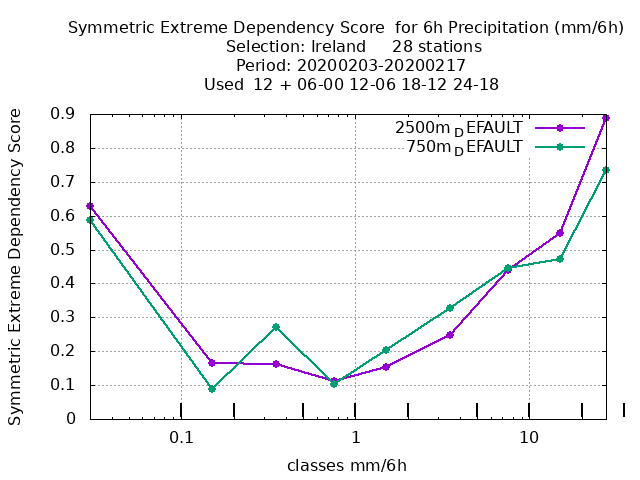 Symmetric Extreme Dependency Score  for 6h Precipitation (mm/6h)
Selection: Ireland     28 stations
Period: 20200203-20200217
Used  12 + 06-00 12-06 18-12 24-18
2500m_DEFAULT
750m_DEFAULT
Symmetric Extreme Dependency Score
0.9
0.8
0.7
0.6
0.5
0.4
0.3
0.2
0.1
0
0.1 1 10
classes mm/6h